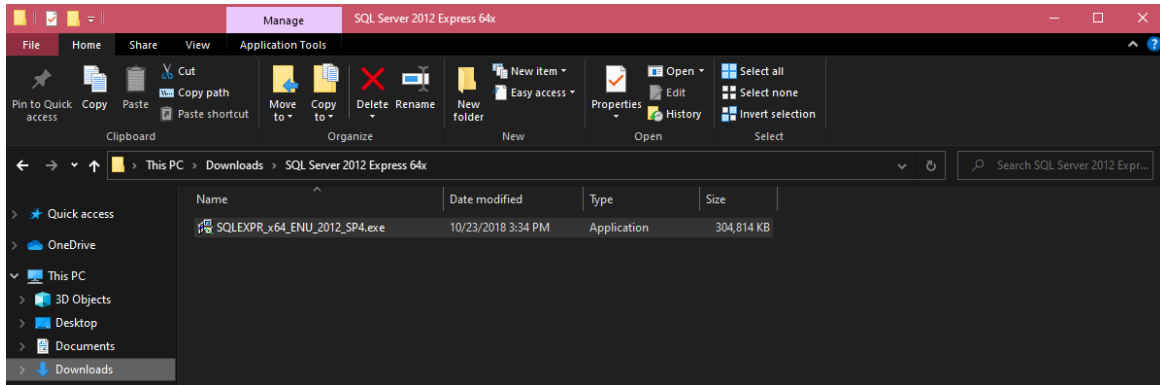 Manage
SQL Server 2012 Express 64x
File
Home
Share
View
Application Tools
Pin to Quick access
Copy
Paste
Cut
Copy path
Paste shortcut
Clipboard
Move to
Copy to
Delete
Rename
Organize
New folder
New item
Easy access
New
Properties
Open
Edit
History
Open
Select all
Select none
Invert selection
Select
This PC > Downloads > SQL Server 2012 Express 64x
Search SQL Server 2012 Expr...
Name
Date modified
Type
Size
SQLEXPR_x64_ENU_2012_SP4.exe
10/23/2018 3:34 PM
Application
304,814 KB
Quick access
OneDrive
This PC
3D Objects
Desktop
Documents
Downloads